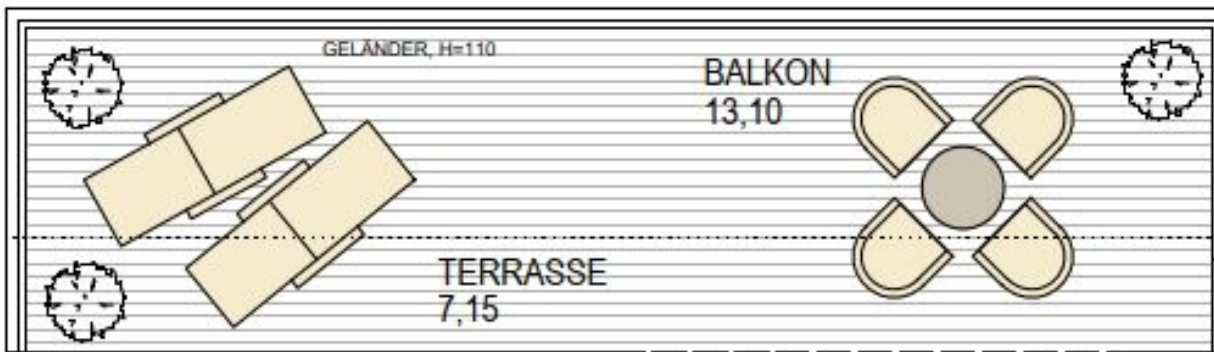 GELÄNDER, H=110
BALKON
13,10
TERRASSE
7,15